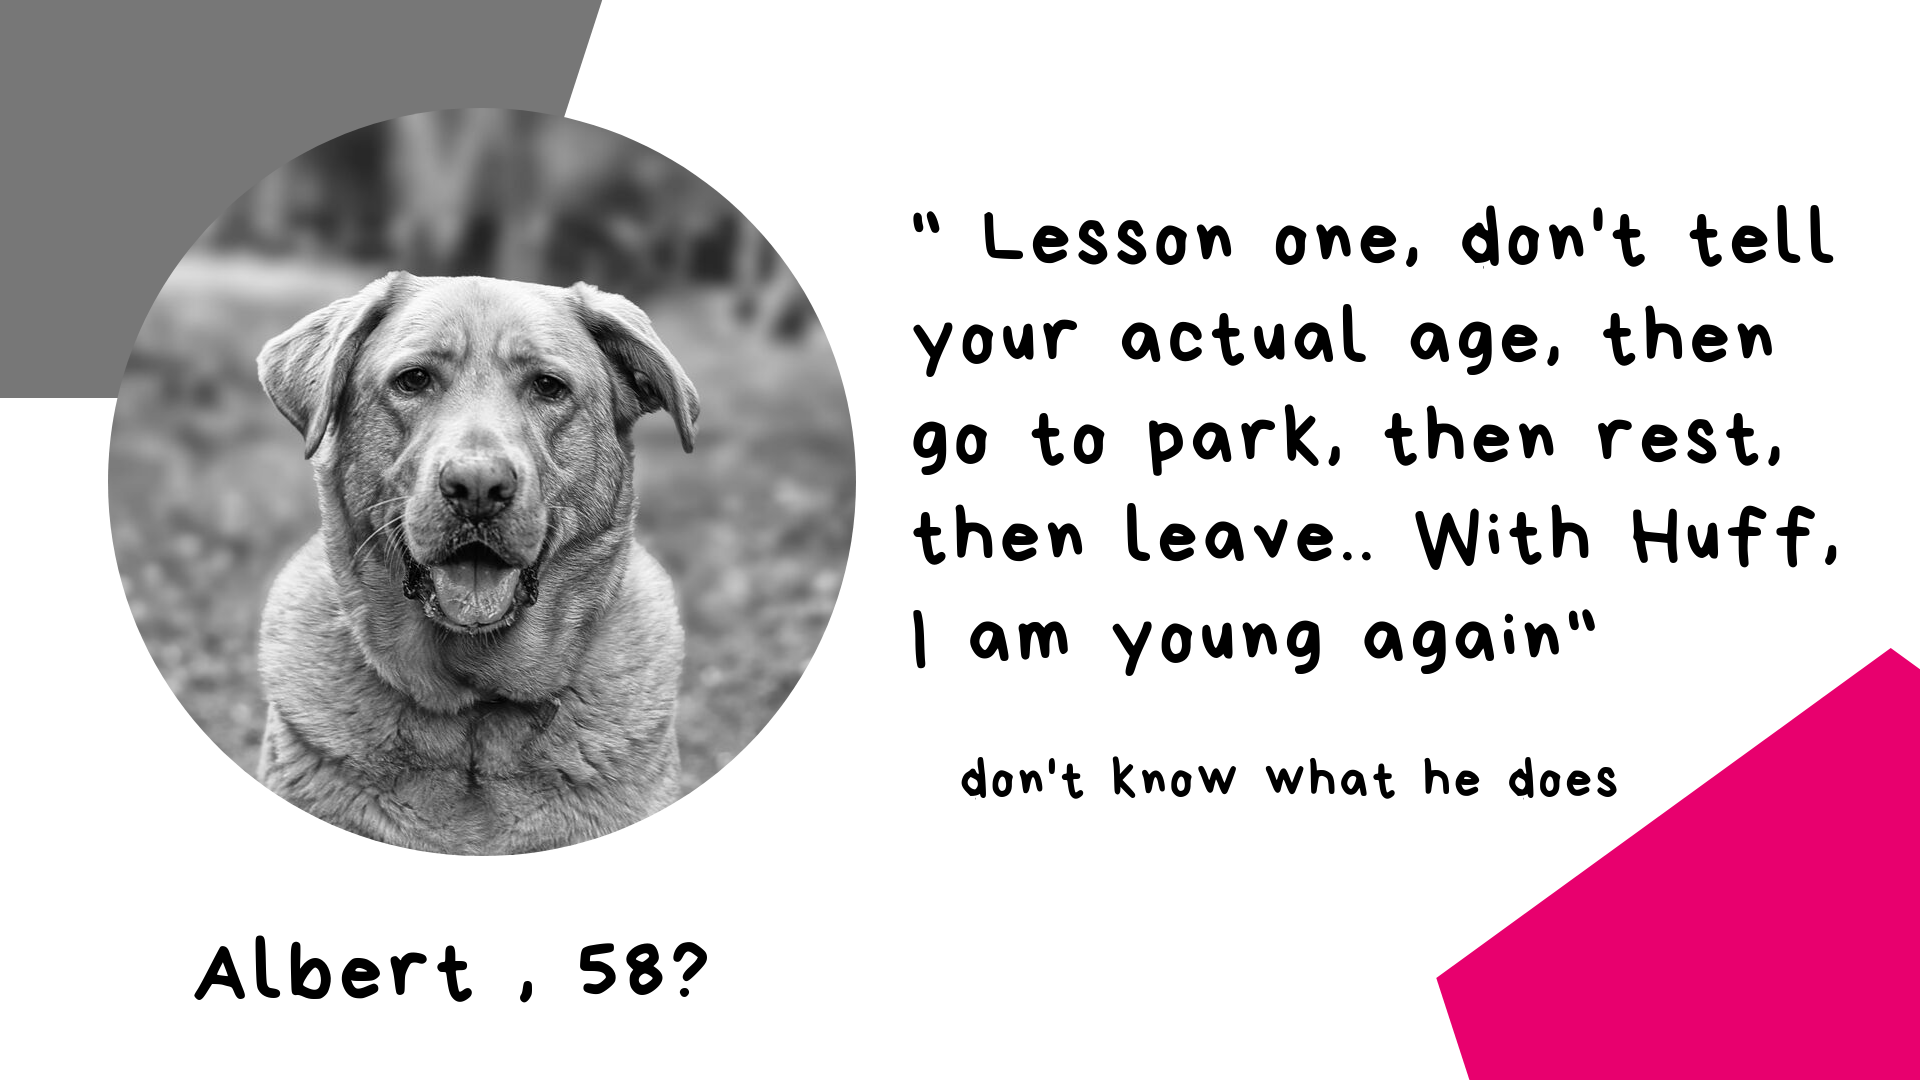 " Lesson one, don't tell
your actual age, then
go to park, then rest,
then leave.. With Huff,
I am young again"
don't know what he does
Albert , 58?